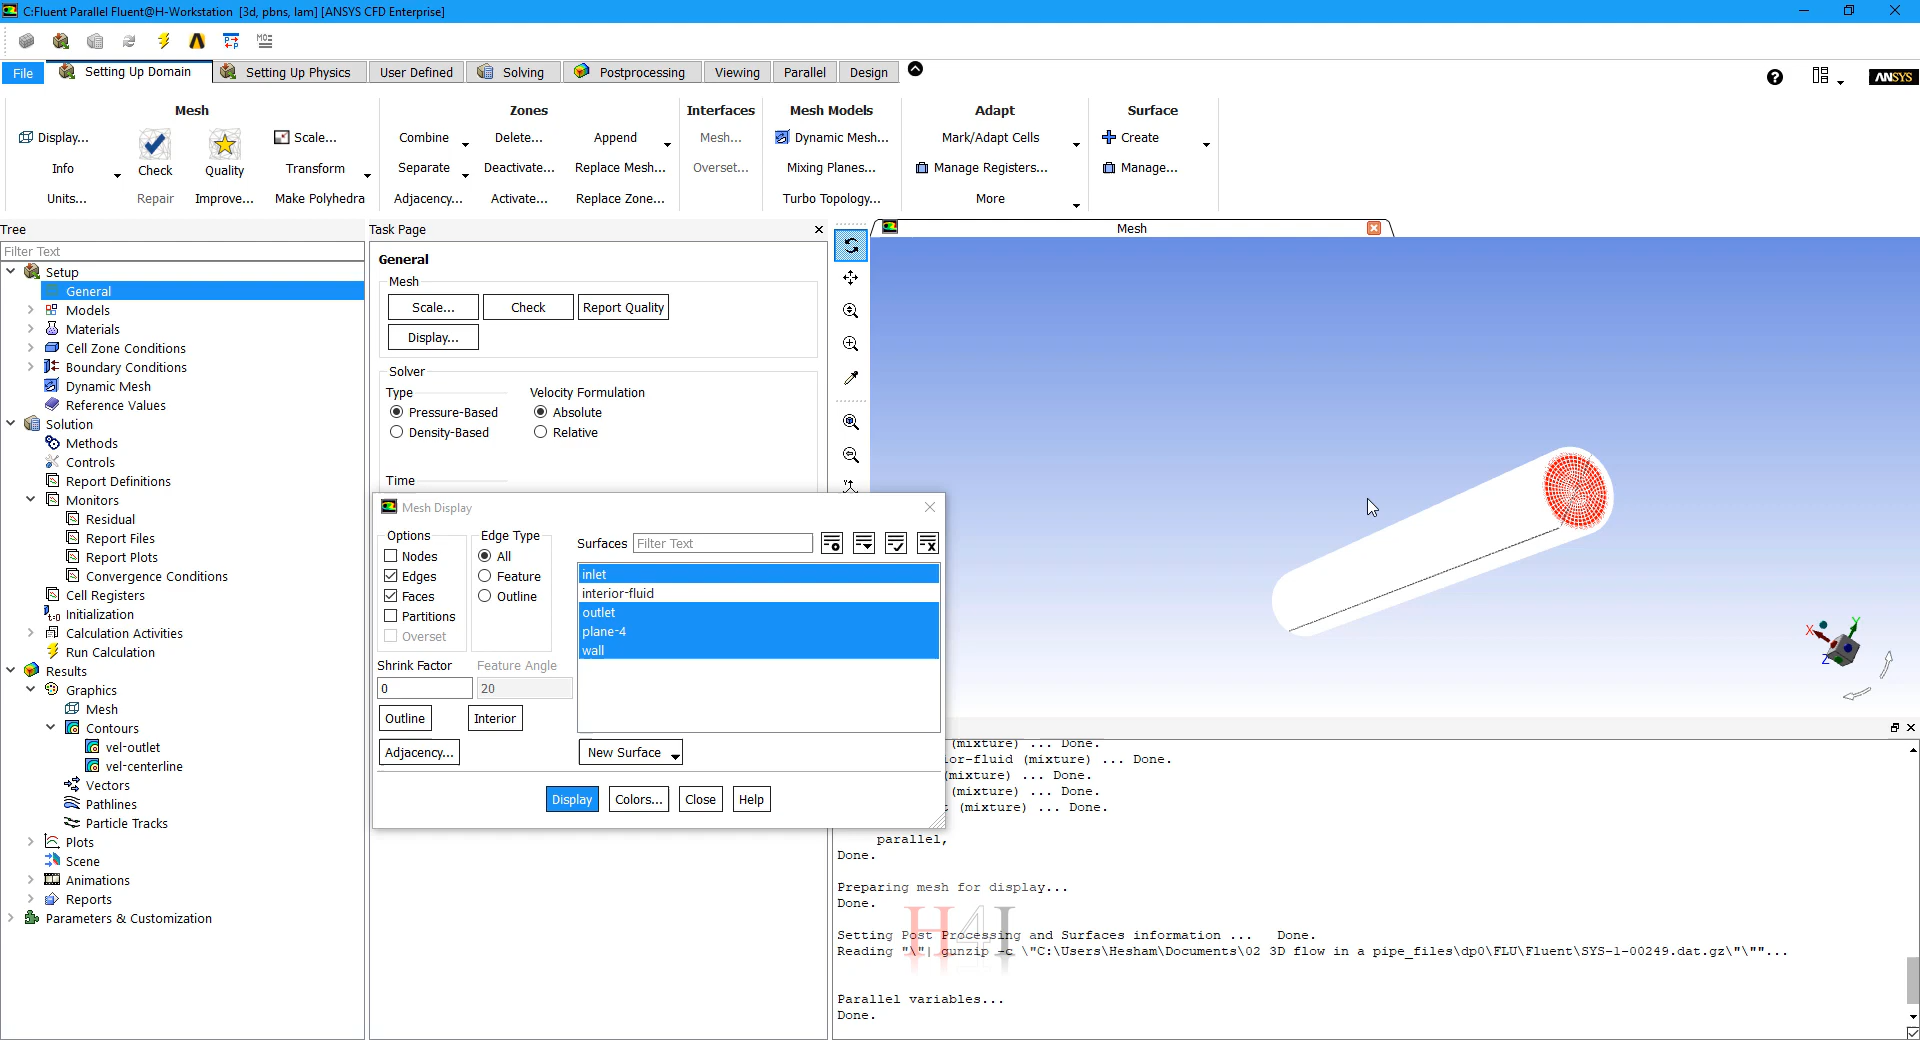 C:Fluent Parallel Fluent@H-Workstation [3d, pbns, lam] [ANSYS CFD Enterprise]
File
Setting Up Domain
Setting Up Physics
User Defined
Solving
Postprocessing
Viewing
Parallel
Design
ANSYS
Mesh
Zones
Interfaces
Mesh Models
Adapt
Surface
Display...
Scale...
Combine
Delete...
Append
Mesh...
Dynamic Mesh...
Mark/Adapt Cells
Create
Info
Check
Quality
Transform
Separate
Deactivate...
Replace Mesh...
Overset...
Mixing Planes...
Manage Registers...
Manage...
Units...
Repair
Improve...
Make Polyhedra
Adjacency...
Activate...
Replace Zone...
Turbo Topology...
More
Tree
Filter Text
Setup
General
Models
Materials
Cell Zone Conditions
Boundary Conditions
Dynamic Mesh
Reference Values
Solution
Methods
Controls
Report Definitions
Monitors
Residual
Report Files
Report Plots
Convergence Conditions
Cell Registers
Initialization
Calculation Activities
Run Calculation
Results
Graphics
Mesh
Contours
vel-outlet
vel-centerline
Vectors
Pathlines
Particle Tracks
Plots
Scene
Animations
Reports
Parameters & Customization
Task Page
General
Mesh
Scale...
Check
Report Quality
Display...
Solver
Type
Velocity Formulation
Pressure-Based
Absolute
Density-Based
Relative
Time
Mesh Display
Options
Edge Type
Surfaces
Filter Text
Nodes
All
Edges
Feature
Faces
Outline
Partitions
Overset
inlet
interior-fluid
outlet
plane-4
wall
Shrink Factor
Feature Angle
0
20
Outline
Interior
Adjacency...
New Surface
Display
Colors...
Close
Help
Mesh
X
Y
Z
(mixture) ... Done.
or-fluid (mixture) ... Done.
(mixture) ... Done.
(mixture) ... Done.
(mixture) ... Done.
parallel,
Done.
Preparing mesh for display...
Done.
Setting Post Processing and Surfaces information ... Done.
Reading "\"| gunzip -c \"C:\Users\Hesham\Documents\02 3D flow in a pipe_files\dp0\FLU\Fluent\SYS-1-00249.dat.gz\"\""...
Parallel variables...
Done.
H4I